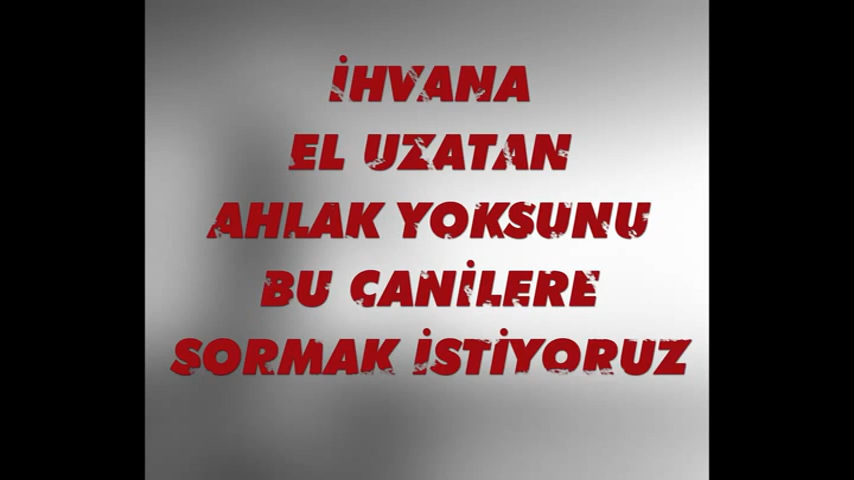 İHVANA
EL UZATAN
AHLAK YOKSUNU
BU CANİLERE
SORMAK İSTİYORUZ